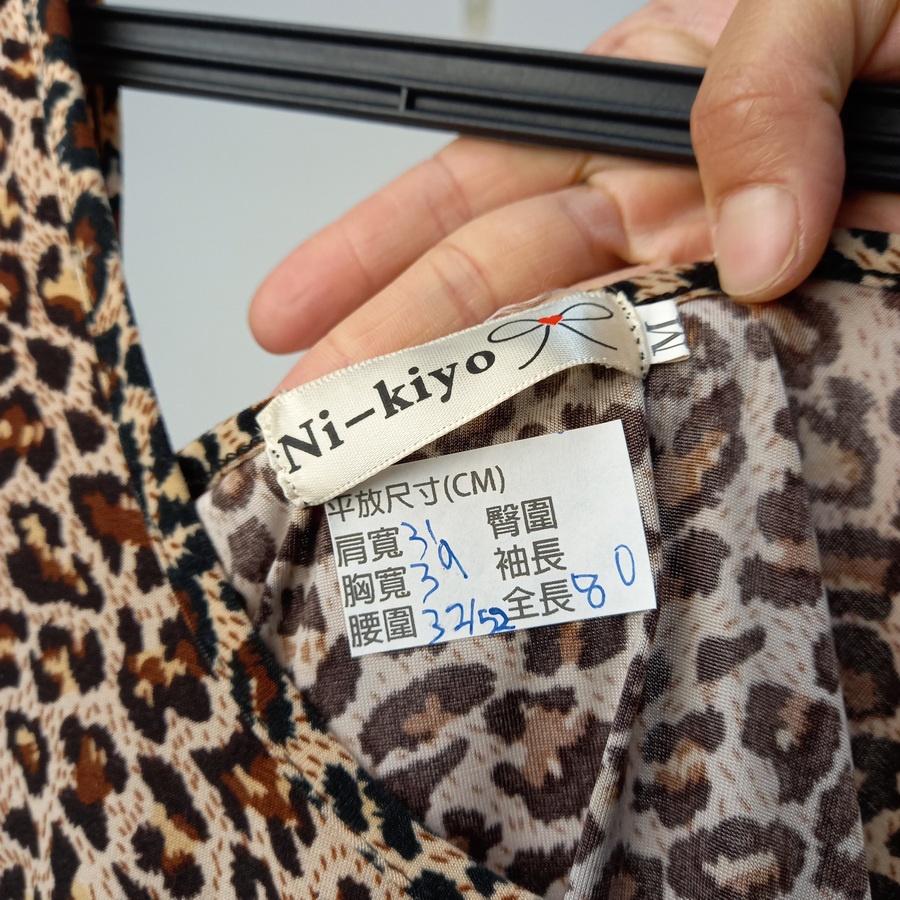 Ni-kiyo
M
平放尺寸(CM)
肩寬31 臀圍
胸寬39 袖長
腰圍32/52 全長80